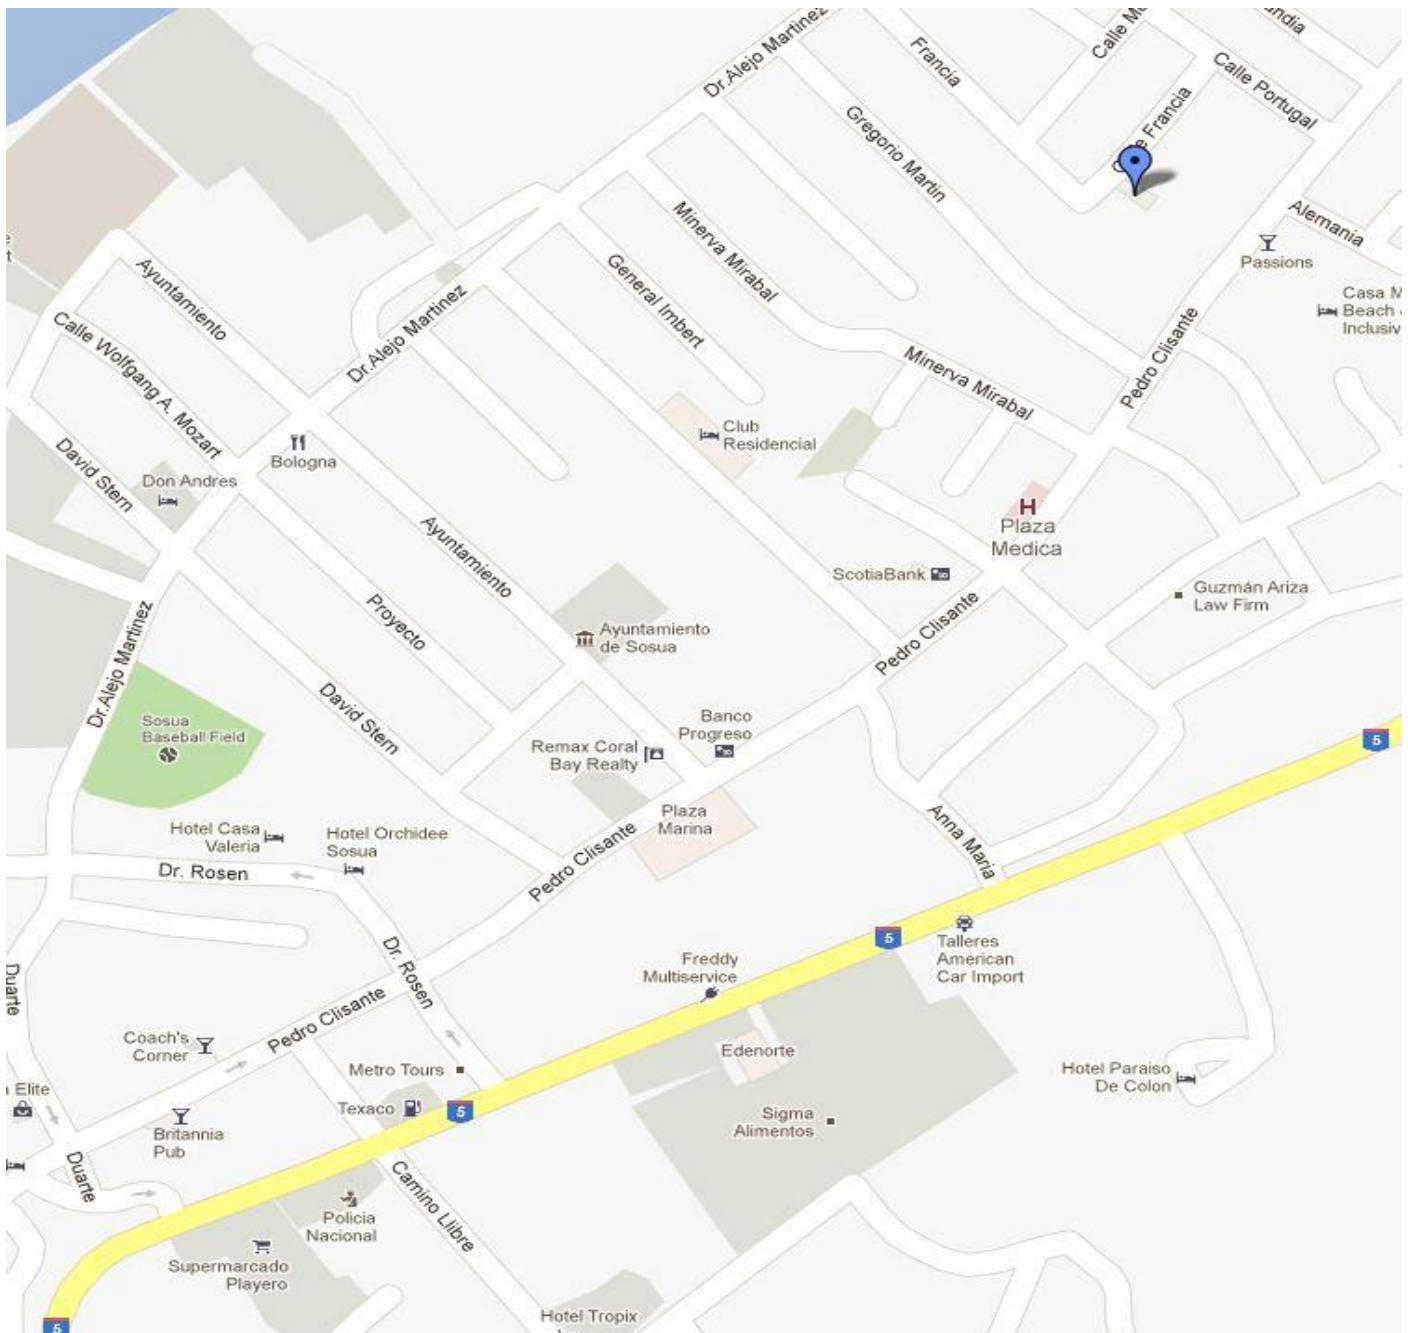 Dr.Alejo Martinez
Francia
Calle Portugal
Gregorio Martin
Alemania
Passions
Minerva Mirabal
General Imbert
Ayuntamiento
Calle Wolfgang A. Mozart
Dr.Alejo Martinez
Casa M
Beach
Inclusiv
Pedro Clisante
Minerva Mirabal
Club
Residencial
Bologna
David Stern
Don Andres
H
Plaza
Medica
Ayuntamiento
ScotiaBank
Guzmán Ariza
Law Firm
Proyecto
Pedro Clisante
Ayuntamiento
de Sosua
Dr.Alejo Martinez
David Stern
Sosua
Baseball Field
Banco
Progreso
Remax Coral
Bay Realty
5
Plaza
Marina
Anna Maria
Hotel Casa
Valeria
Hotel Orchidee
Sosua
Pedro Clisante
Dr. Rosen
5
Talleres
American
Car Import
Dr. Rosen
Freddy
Multiservice
Duarte
Pedro Clisante
Coach's
Corner
Edenorte
Metro Tours
Hotel Paraiso
De Colon
Elite
Texaco
5
Sigma
Alimentos
Britannia
Pub
Duarte
Camino Llibre
Policia
Nacional
Supermarcado
Playero
Hotel Tropix
5